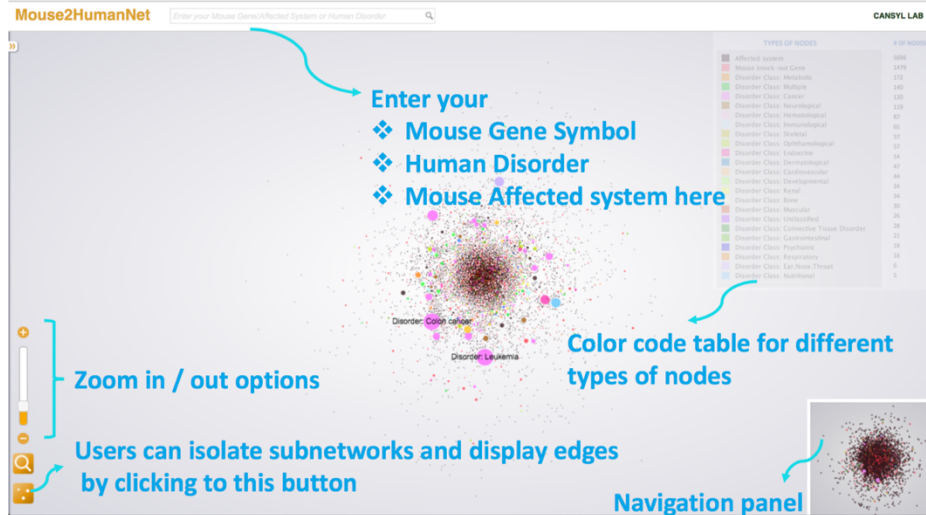 Mouse2HumanNet
Enter your Mouse Gene/Affected System or Human Disorder
CANSYL LAB
TYPES OF NODES
# OF NODES
Affected system
Mouse knock-out Gene
1479
Disorder Class: Metabolic
172
Disorder Class: Multiple
140
Disorder Class: Cancer
120
Disorder Class: Neurological
Disorder Class: Hematological
Disorder Class: Immunological
Disorder Class: Skeletal
Disorder Class: Ophthamological
Disorder Class: Endocrine
Disorder Class: Dermatological
Disorder Class: Cardiovascular
Disorder Class: Developmental
Disorder Class: Renal
Disorder Class: Bone
Disorder Class: Muscular
Disorder Class: Unclassified
Disorder Class: Connective Tissue Disorder
Disorder Class: Gastrointestinal
Disorder Class: Psychiatric
Disorder Class: Respiratory
Disorder Class: Ear,Nose,Throat
Disorder Class: Nutritional
Enter your
❖ Mouse Gene Symbol
❖ Human Disorder
❖ Mouse Affected system here
Disorder: Colon cancer
Disorder: Leukemia
Color code table for different
types of nodes
Zoom in / out options
Users can isolate subnetworks and display edges
by clicking to this button
Navigation panel